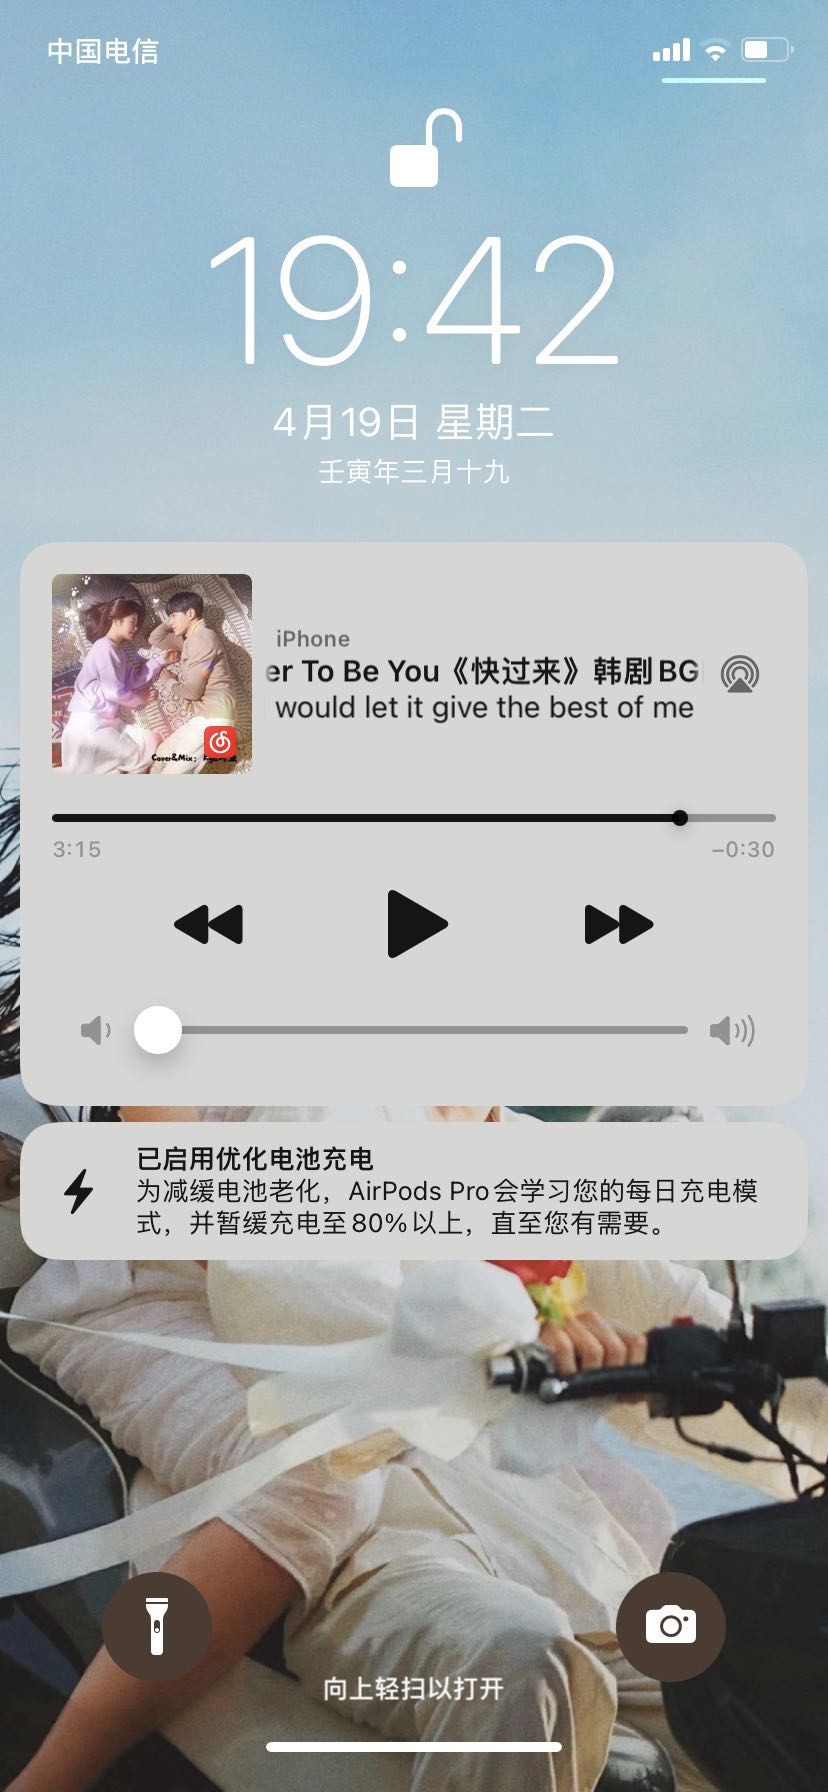 中国电信
19:42
4月19日 星期二
壬寅年三月十九
iPhone
er To Be You《快过来》韩剧BG
would let it give the best of me
Cover&Mix:
3:15
−0:30
已启用优化电池充电
为减缓电池老化，AirPods Pro会学习您的每日充电模
式，并暂缓充电至80%以上，直至您有需要。
向上轻扫以打开